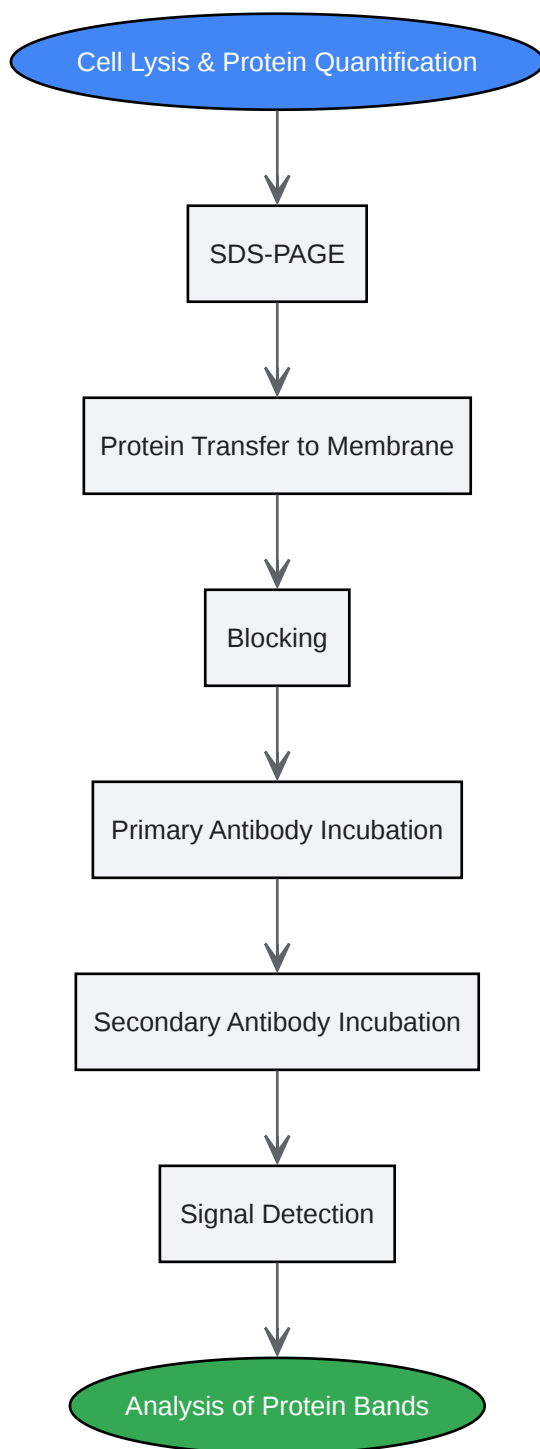 Cell Lysis & Protein Quantification
SDS-PAGE
Protein Transfer to Membrane
Blocking
Primary Antibody Incubation
Secondary Antibody Incubation
Signal Detection
Analysis of Protein Bands